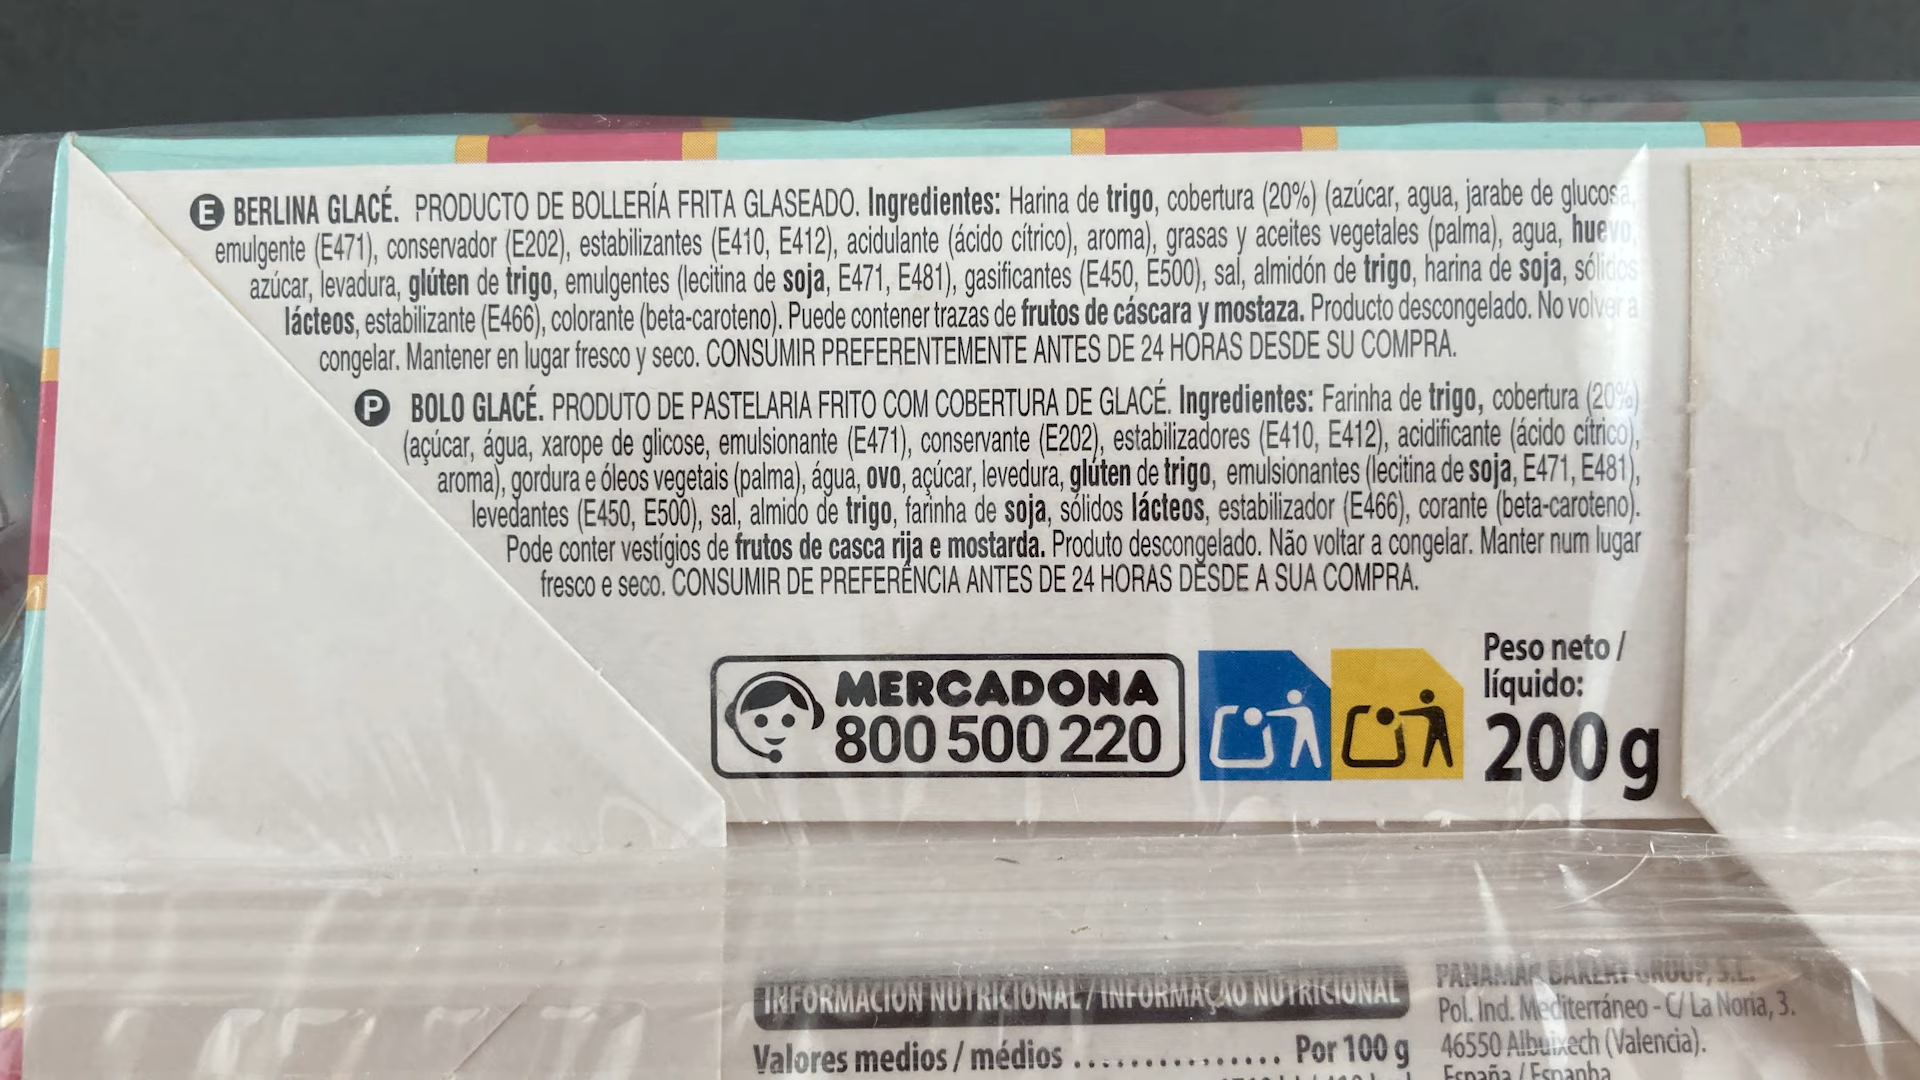 E BERLINA GLACÉ. PRODUCTO DE BOLLERÍA FRITA GLASEADO. Ingredientes: Harina de trigo, cobertura (20%) (azúcar, agua, jarabe de glucosa,
emulgente (E471), conservador (E202), estabilizantes (E410, E412), acidulante (ácido cítrico), aroma), grasas y aceites vegetales (palma), agua, huevo,
azúcar, levadura, glúten de trigo, emulgentes (lecitina de soja, E471, E481), gasificantes (E450, E500), sal, almidón de trigo, harina de soja, sólidos
lácteos, estabilizante (E466), colorante (beta-caroteno). Puede contener trazas de frutos de cáscara y mostaza. Producto descongelado. No volver a
congelar. Mantener en lugar fresco y seco. CONSUMIR PREFERENTEMENTE ANTES DE 24 HORAS DESDE SU COMPRA.
P BOLO GLACÉ. PRODUTO DE PASTELARIA FRITO COM COBERTURA DE GLACÉ. Ingredientes: Farinha de trigo, cobertura (20%)
(açúcar, água, xarope de glicose, emulsionante (E471), conservante (E202), estabilizadores (E410, E412), acidificante (ácido cítrico),
aroma), gordura e óleos vegetais (palma), água, ovo, açúcar, levedura, glúten de trigo, emulsionantes (lecitina de soja, E471, E481),
levedantes (E450, E500), sal, almido de trigo, farinha de soja, sólidos lácteos, estabilizador (E466), corante (beta-caroteno).
Pode conter vestígios de frutos de casca rija e mostarda. Produto descongelado. Não voltar a congelar. Manter num lugar
fresco e seco. CONSUMIR DE PREFERÊNCIA ANTES DE 24 HORAS DESDE A SUA COMPRA.
MERCADONA
800 500 220
Peso neto /
líquido:
200 g
INFORMACIÓN NUTRICIONAL / INFORMAÇÃO NUTRICIONAL
Valores medios / médios ................ Por 100 g
PANAMAR BAKERY GROUP, S.L.
Pol. Ind. Mediterráneo - C/ La Noria, 3.
46550 Albuixech (Valencia).
España / Espanha